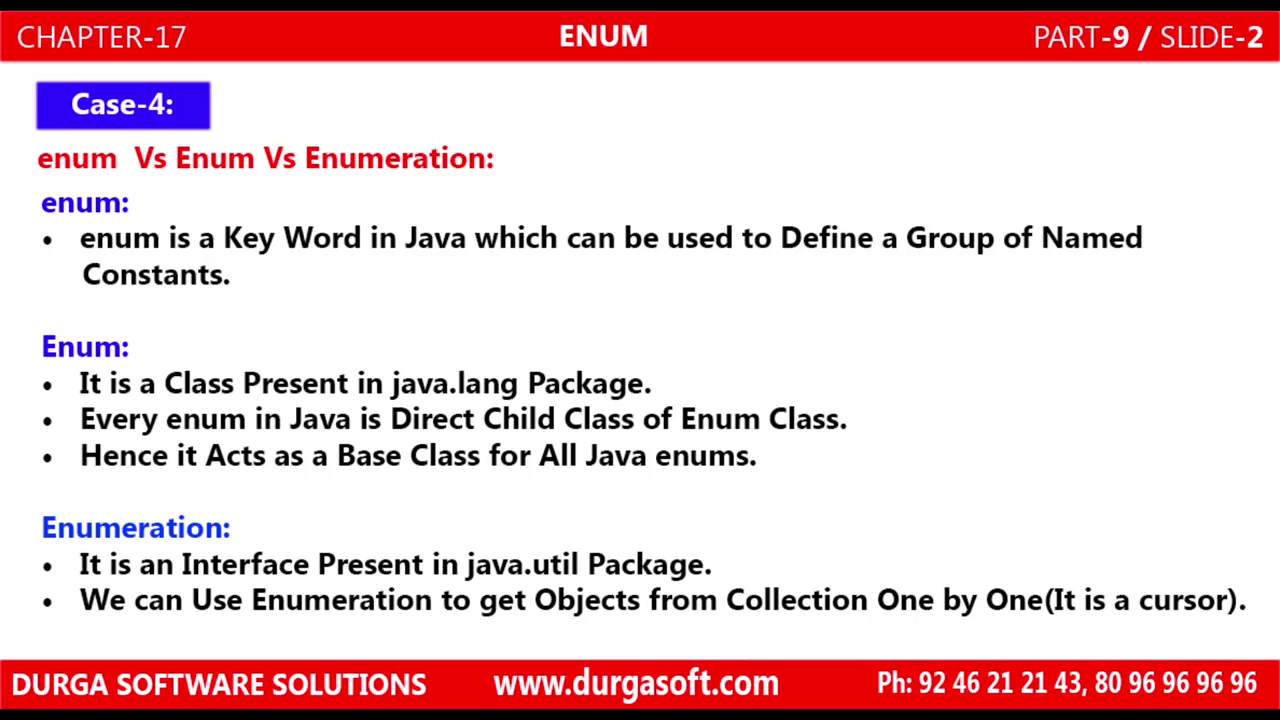 CHAPTER-17 ENUM PART-9 / SLIDE-2
Case-4:
enum Vs Enum Vs Enumeration:
enum:
• enum is a Key Word in Java which can be used to Define a Group of Named
Constants.
Enum:
• It is a Class Present in java.lang Package.
• Every enum in Java is Direct Child Class of Enum Class.
• Hence it Acts as a Base Class for All Java enums.
Enumeration:
• It is an Interface Present in java.util Package.
• We can Use Enumeration to get Objects from Collection One by One(It is a cursor).
DURGA SOFTWARE SOLUTIONS www.durgasoft.com Ph: 92 46 21 21 43, 80 96 96 96 96